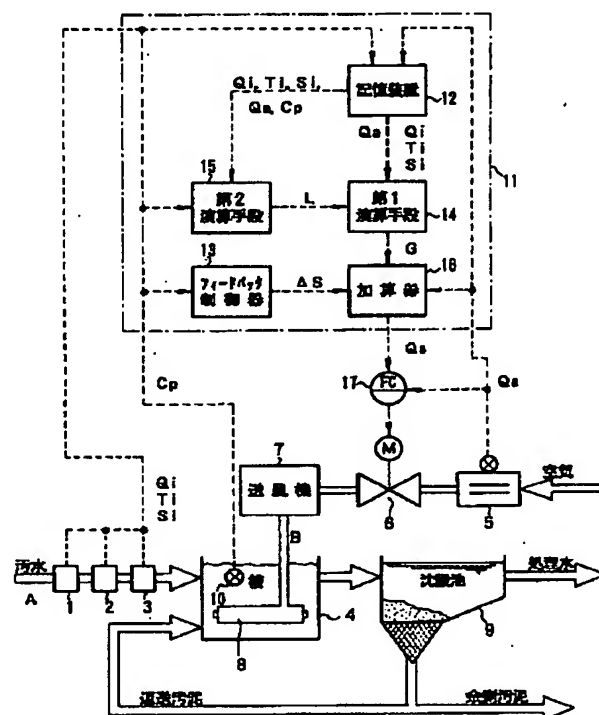 Qi, Ti, Si,
Qa, Cp
記憶装置
12
Qa
Qi
Ti
Si
11
15
第2
演算手段
L
第1
演算手段
14
13
フィードバック
制御器
ΔS
G
加算器
16
Qs
Cp
17
FC
Qa
M
7
送風機
6
5
空気
Qi
Ti
Si
B
汚水
A
1
2
3
10
槽
8
4
沈殿池
9
処理水
返送汚泥
余剰汚泥